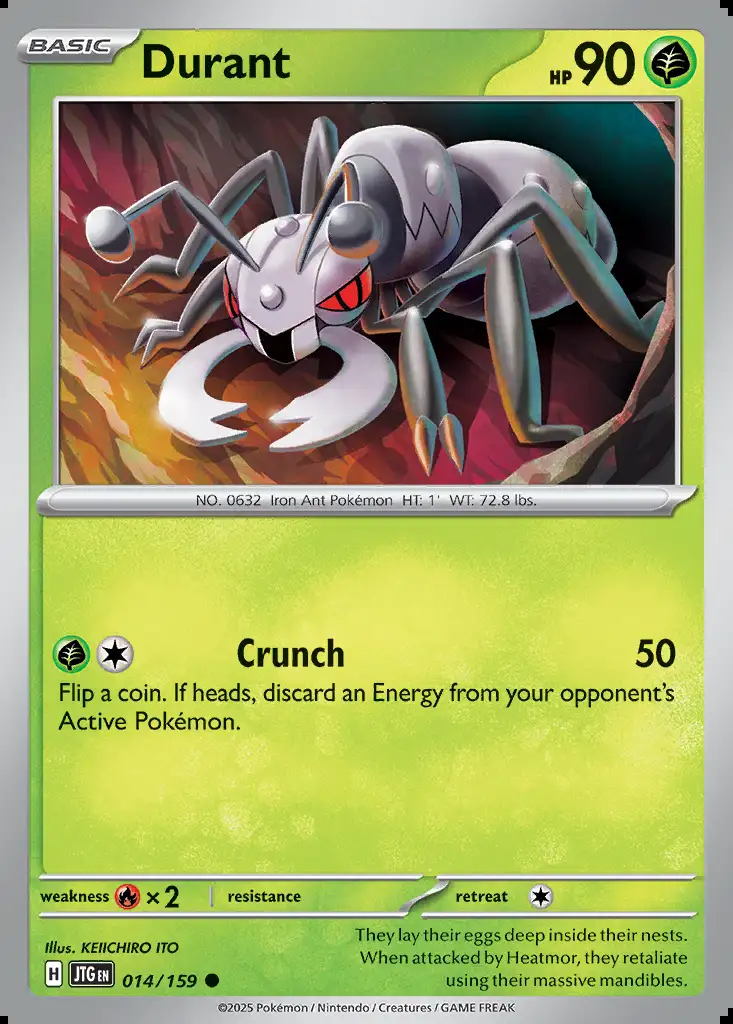 BASIC
Durant
HP 90
NO. 0632 Iron Ant Pokémon HT: 1' WT: 72.8 lbs.
Crunch 50
Flip a coin. If heads, discard an Energy from your opponent's
Active Pokémon.
weakness ×2 resistance retreat
Illus. KEIICHIRO ITO
They lay their eggs deep inside their nests.
When attacked by Heatmor, they retaliate
using their massive mandibles.
H JTG EN 014/159
©2025 Pokémon / Nintendo / Creatures / GAME FREAK